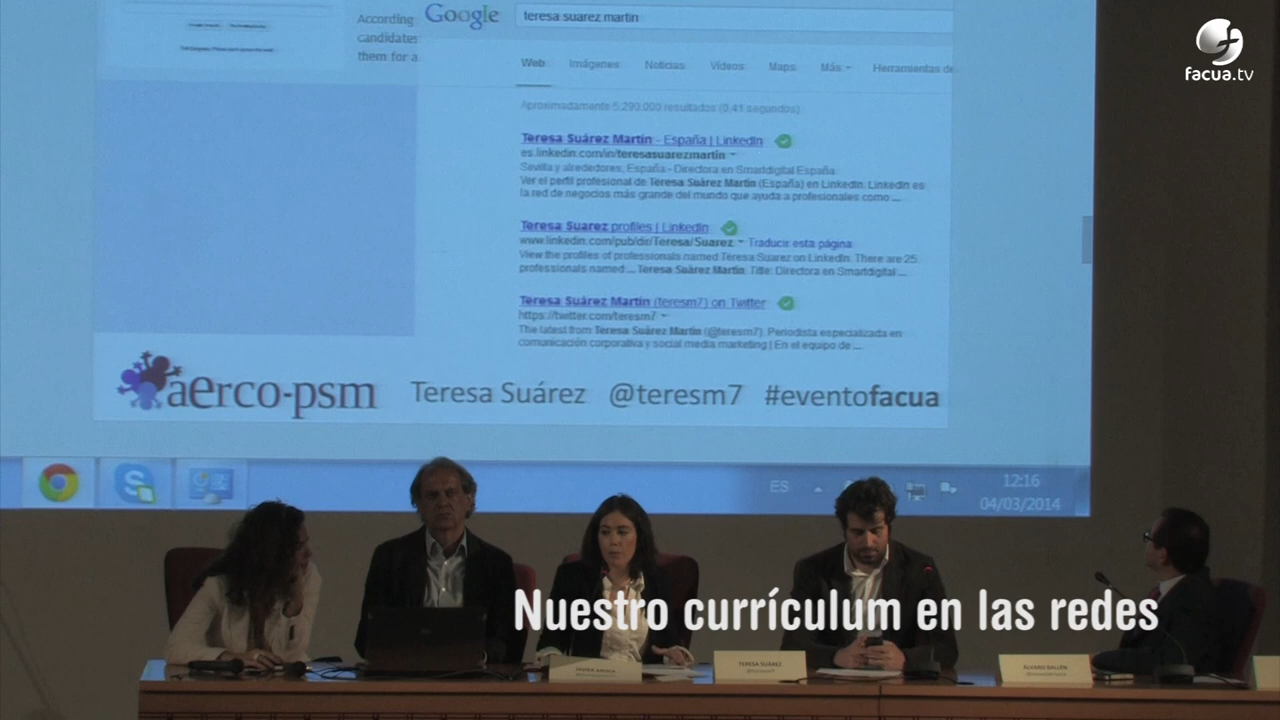 According
candidates
them for a
Google
teresa suarez martin
Web Imágenes Noticias Vídeos Maps Más Herramientas de
Aproximadamente 5.290.000 resultados (0,41 segundos)
Teresa Suárez Martín - España | LinkedIn
es.linkedin.com/in/teresasuarezmartin
Sevilla y alrededores, España - Directora en Smartdigital España
Ver el perfil profesional de Teresa Suárez Martín (España) en LinkedIn. LinkedIn es
la red de negocios más grande del mundo que ayuda a profesionales como ...
Teresa Suarez profiles | LinkedIn
www.linkedin.com/pub/dir/Teresa/Suarez Traducir esta página
View the profiles of professionals named Teresa Suarez on LinkedIn. There are 25
professionals named ... Teresa Suárez Martín. Title: Directora en Smartdigital ...
Teresa Suárez Martín (teresm7) on Twitter
https://twitter.com/teresm7
The latest from Teresa Suárez Martín (@teresm7). Periodista especializada en
comunicación corporativa y social media marketing | En el equipo de ...
aerco-psm Teresa Suárez @teresm7 #eventofacua
ES
12:16
04/03/2014
facua.tv
Nuestro currículum en las redes
TERESA SUÁREZ
ÁLVARO BALLÉN